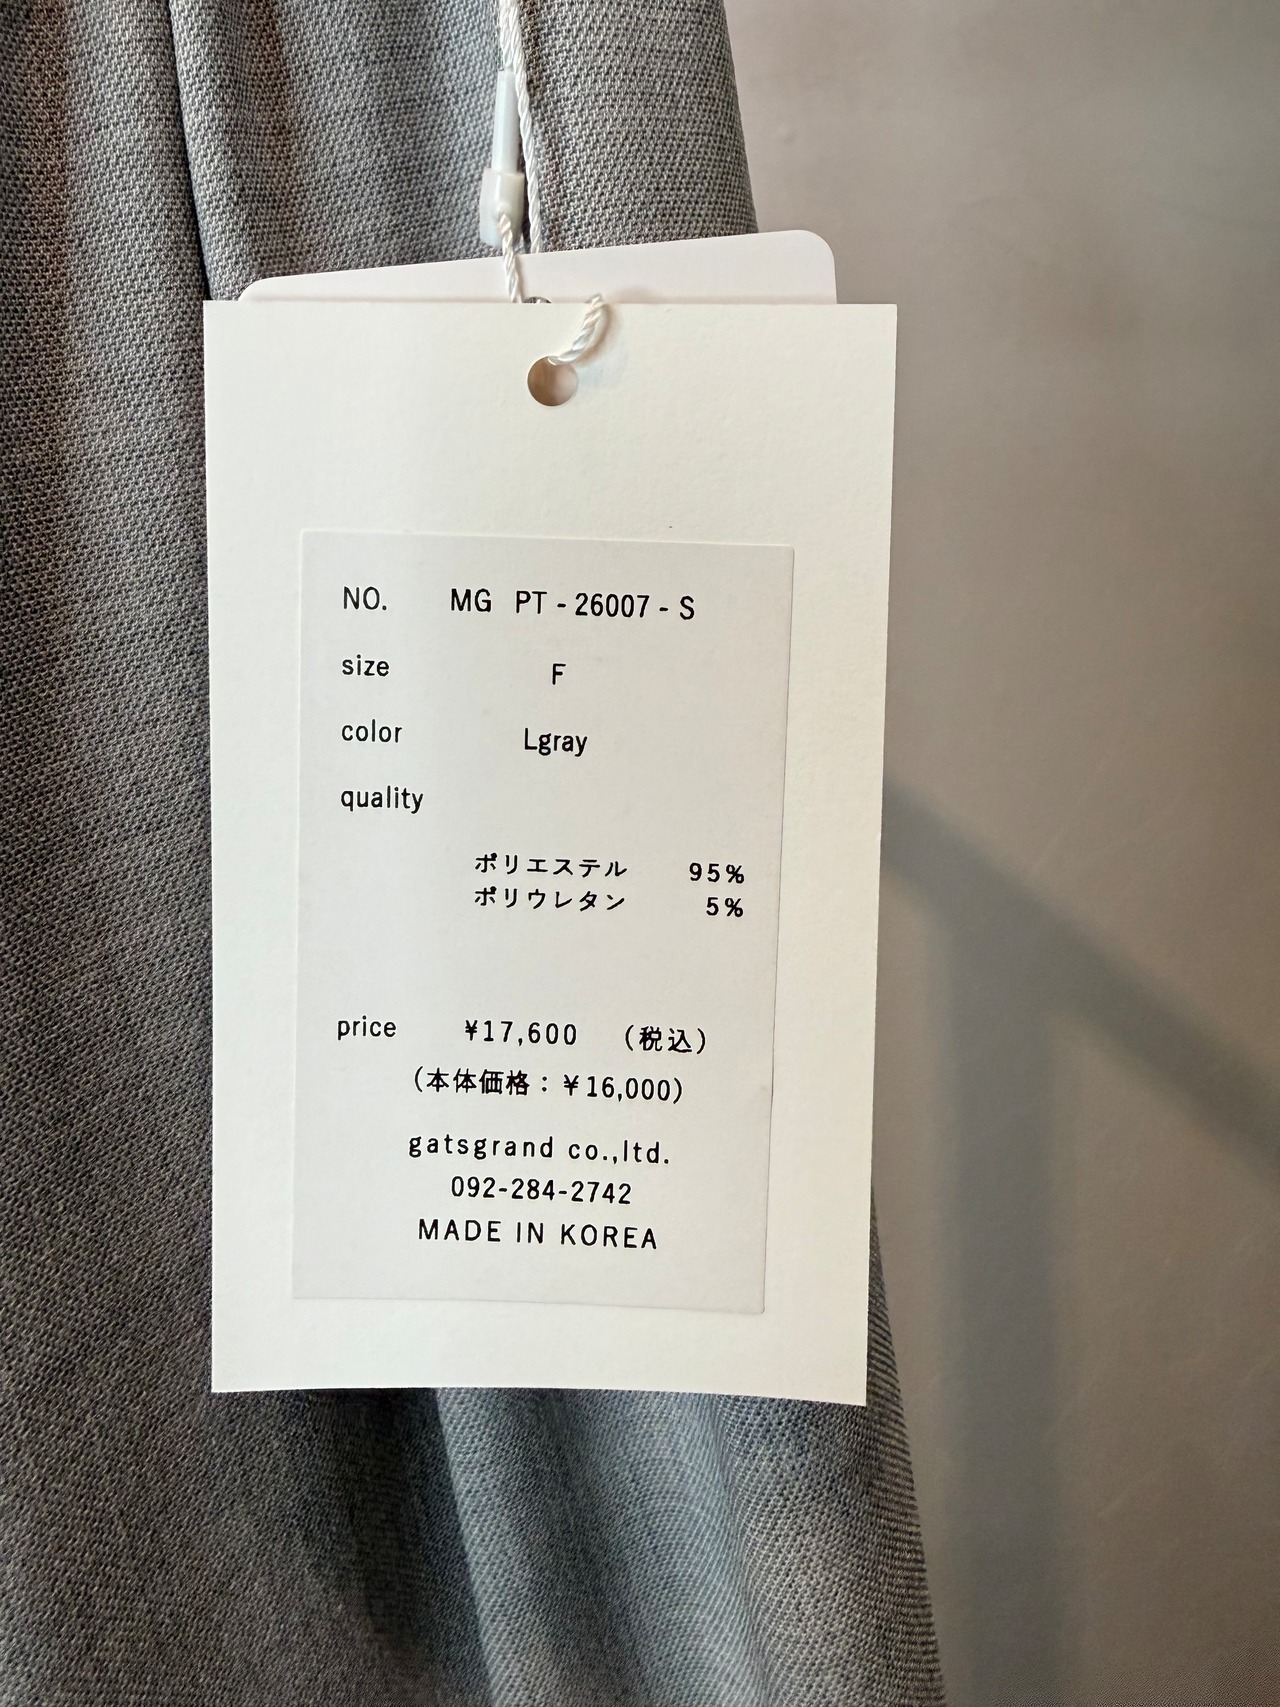 NO. MG PT-26007-S
size F
color Lgray
quality
ポリエステル 95%
ポリウレタン 5%
price ¥17,600 (税込)
(本体価格:¥16,000)
gatsgrand co.,ltd.
092-284-2742
MADE IN KOREA